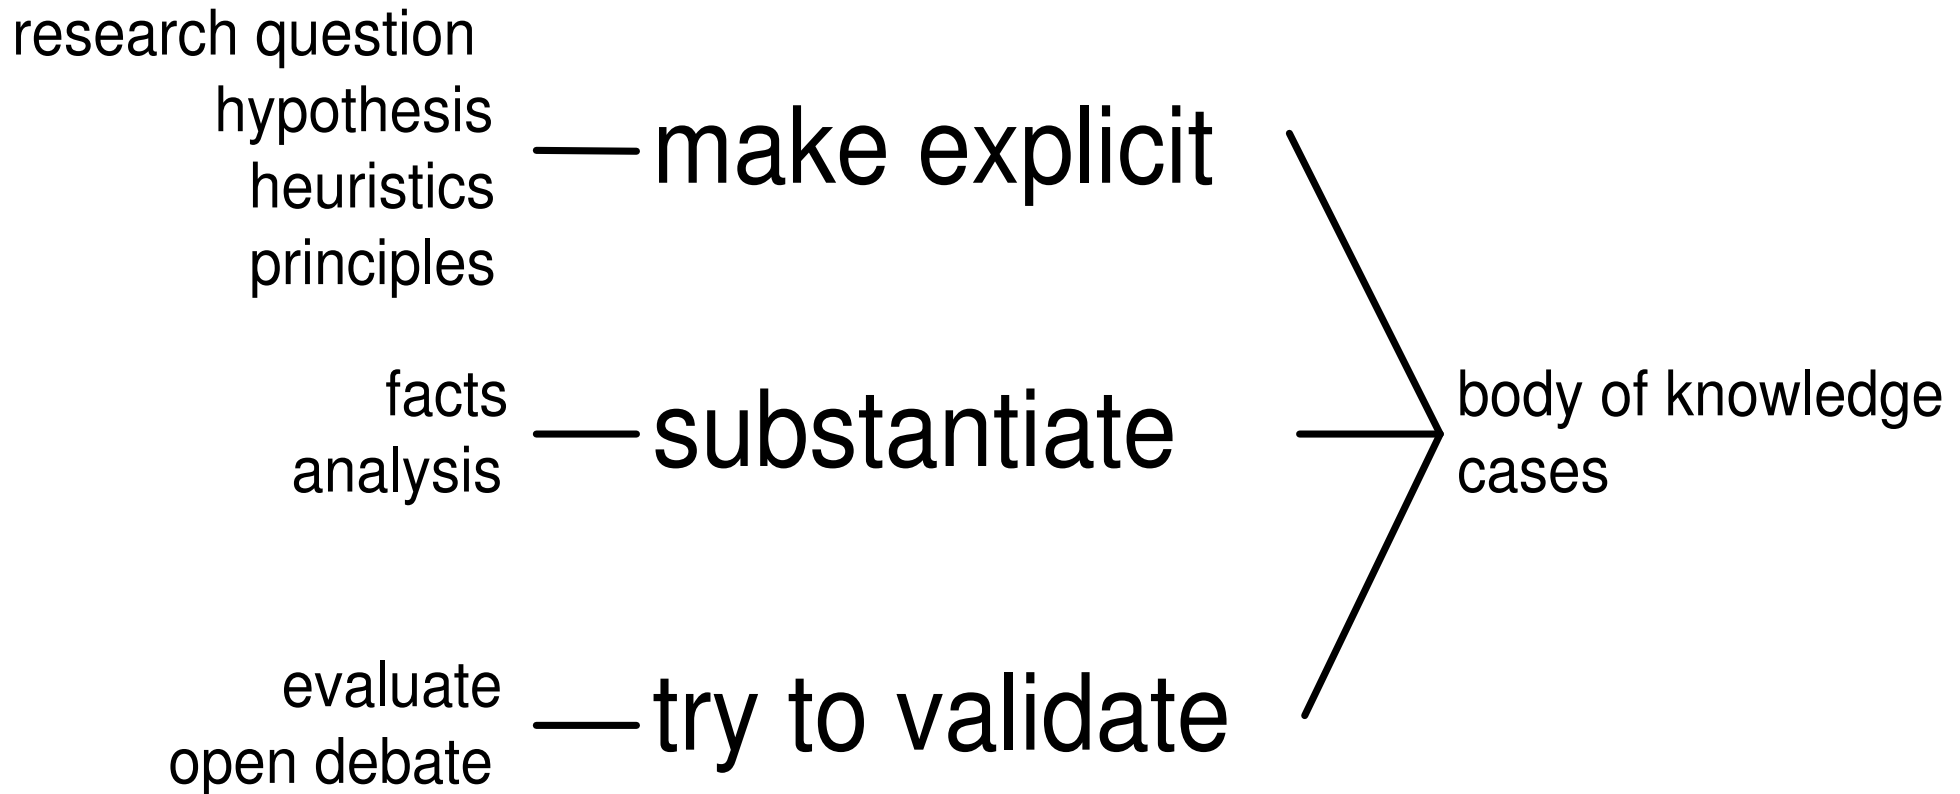 research question
hypothesis
heuristics
principles
make explicit
facts
analysis
substantiate
body of knowledge
cases
evaluate
open debate
try to validate